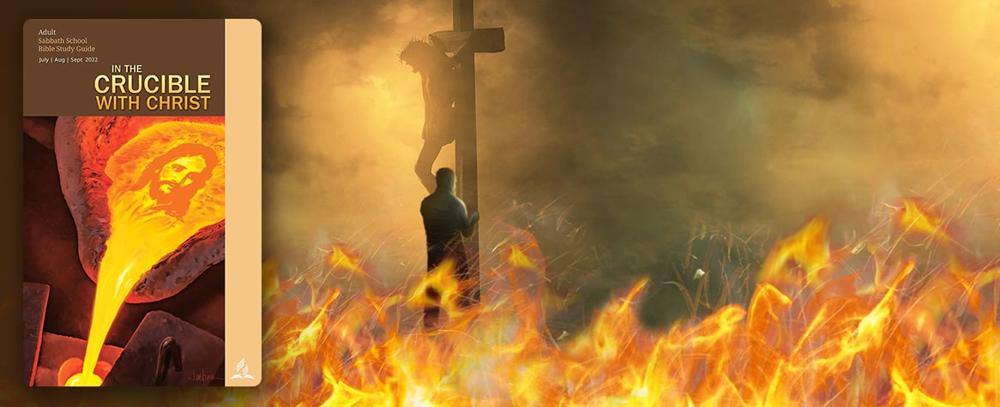 Adult
Sabbath School
Bible Study Guide
July | Aug | Sept 2022
IN THE
CRUCIBLE
WITH CHRIST